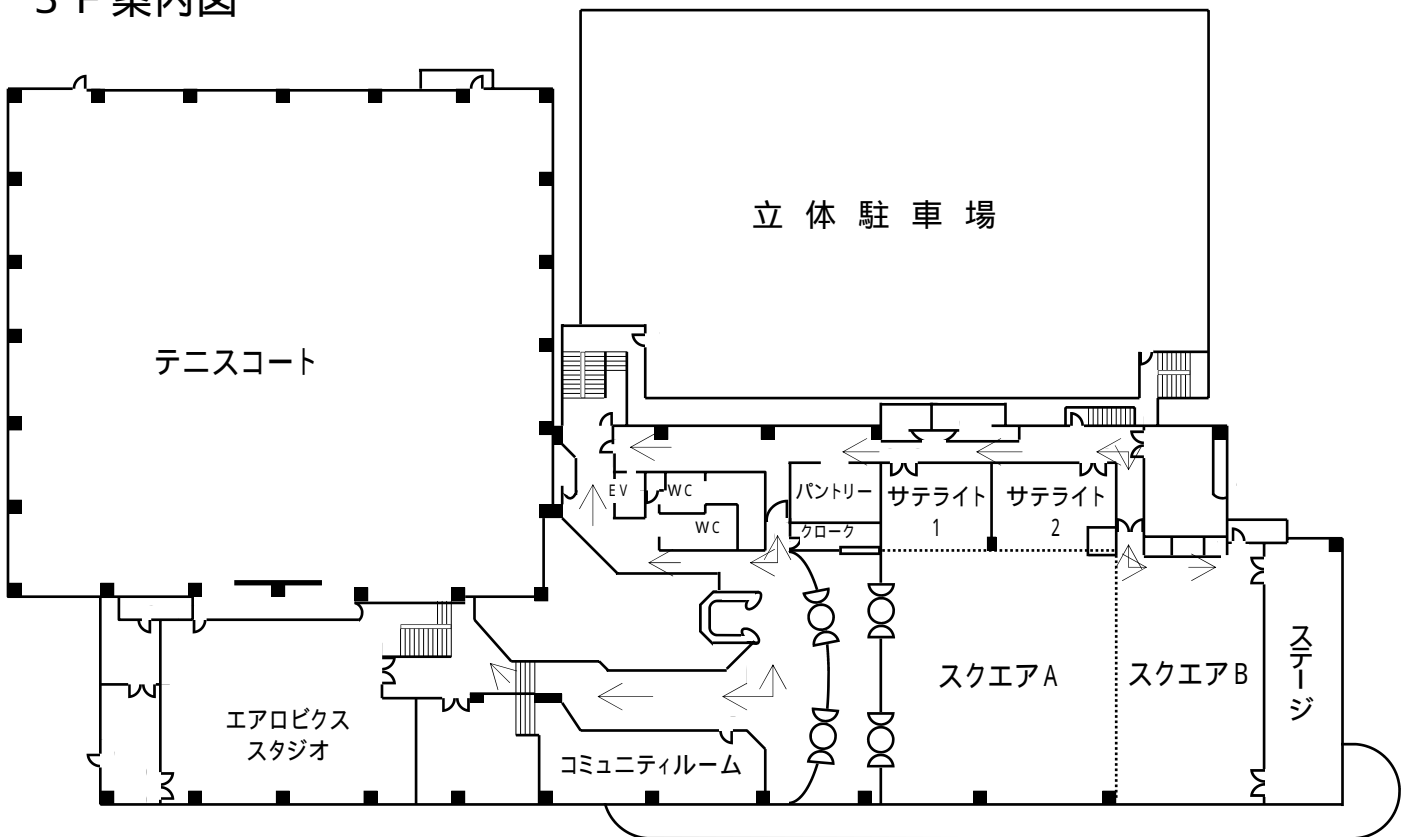 3F案内図
立体駐車場
テニスコート
EV
WC
WC
パントリー
クローク
サテライト
1
サテライト
2
スクエアA
スクエアB
ステージ
エアロビクス
スタジオ
コミュニティルーム